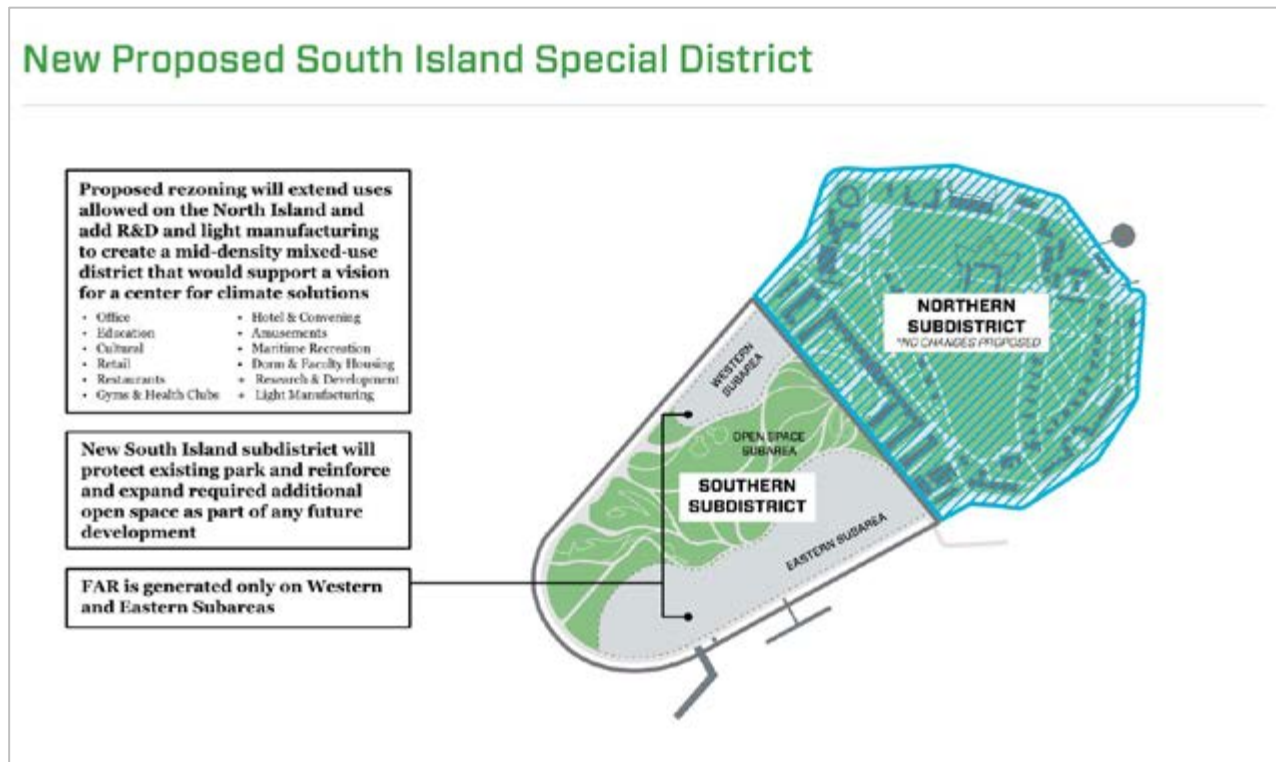 New Proposed South Island Special District
Proposed rezoning will extend uses
allowed on the North Island and
add R&D and light manufacturing
to create a mid-density mixed-use
district that would support a vision
for a center for climate solutions
• Office
• Education
• Cultural
• Retail
• Restaurants
• Gyms & Health Clubs
• Hotel & Convening
• Amusements
• Maritime Recreation
• Dorm & Faculty Housing
+ Research & Development
+ Light Manufacturing
New South Island subdistrict will
protect existing park and reinforce
and expand required additional
open space as part of any future
development
FAR is generated only on Western
and Eastern Subareas
NORTHERN
SUBDISTRICT
*NO CHANGES PROPOSED
WESTERN
SUBAREA
OPEN SPACE
SUBAREA
SOUTHERN
SUBDISTRICT
EASTERN SUBAREA